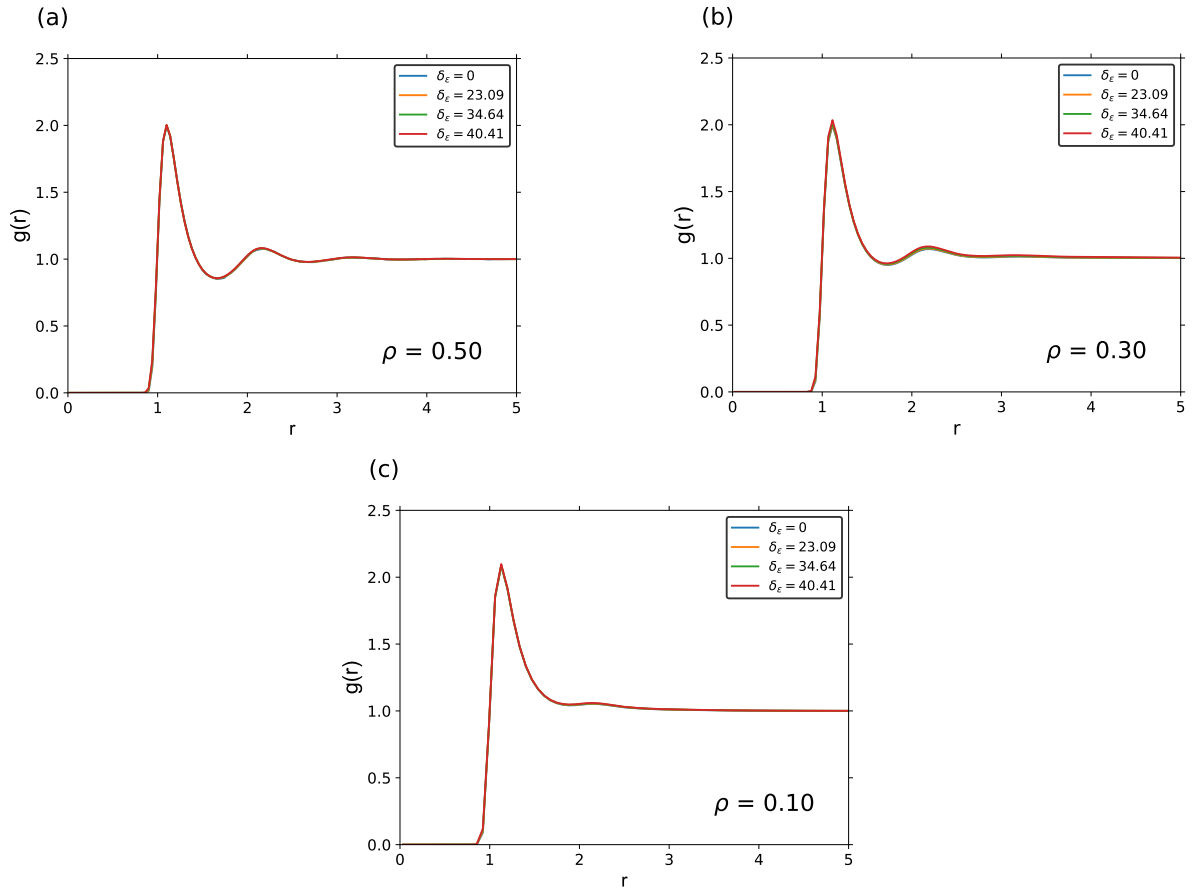 (a)
2.5
2.0
1.5
1.0
0.5
0.0
g(r)
0 1 2 3 4 5
r
δε = 0
δε = 23.09
δε = 34.64
δε = 40.41
ρ = 0.50
(b)
2.5
2.0
1.5
1.0
0.5
0.0
g(r)
0 1 2 3 4 5
r
δε = 0
δε = 23.09
δε = 34.64
δε = 40.41
ρ = 0.30
(c)
2.5
2.0
1.5
1.0
0.5
0.0
g(r)
0 1 2 3 4 5
r
δε = 0
δε = 23.09
δε = 34.64
δε = 40.41
ρ = 0.10